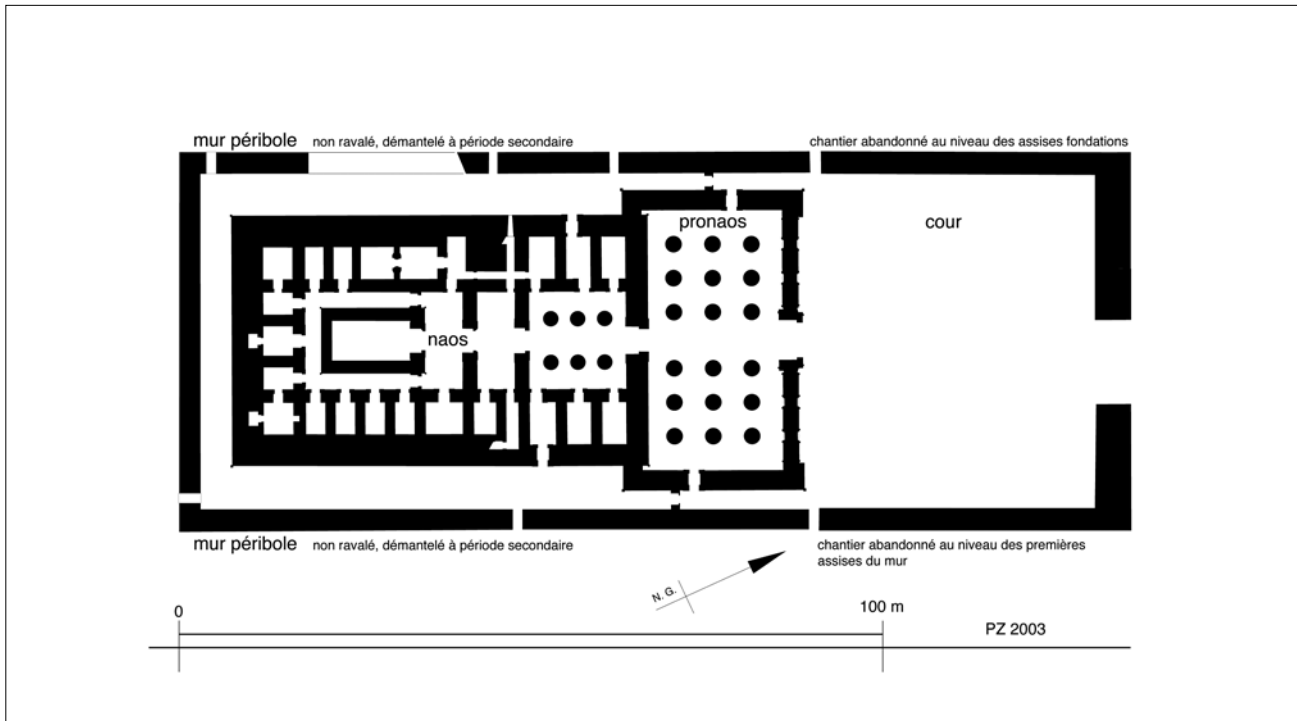 mur péribole non ravalé, démantelé à période secondaire
chantier abandonné au niveau des assises fondations
pronaos
cour
naos
mur péribole non ravalé, démantelé à période secondaire
chantier abandonné au niveau des premières
assises du mur
N. G.
0
100 m
PZ 2003